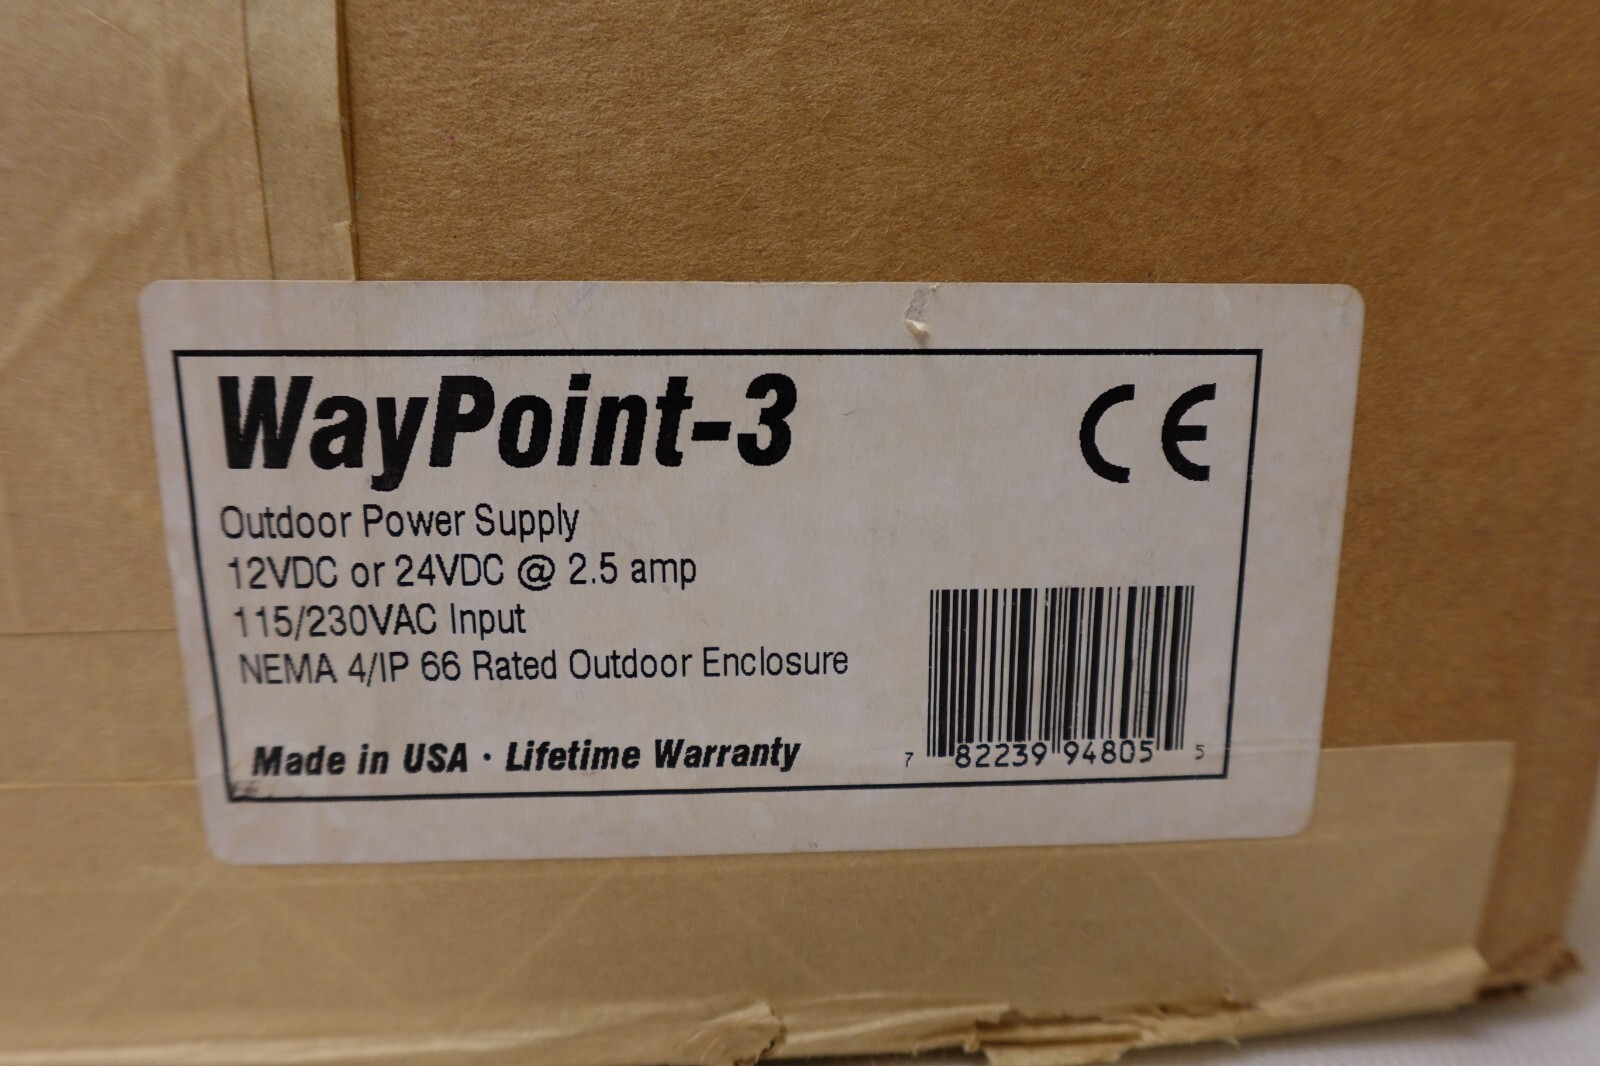 WayPoint-3
CE
Outdoor Power Supply
12VDC or 24VDC @ 2.5 amp
115/230VAC Input
NEMA 4/IP 66 Rated Outdoor Enclosure
Made in USA · Lifetime Warranty
7 82239 94805 5